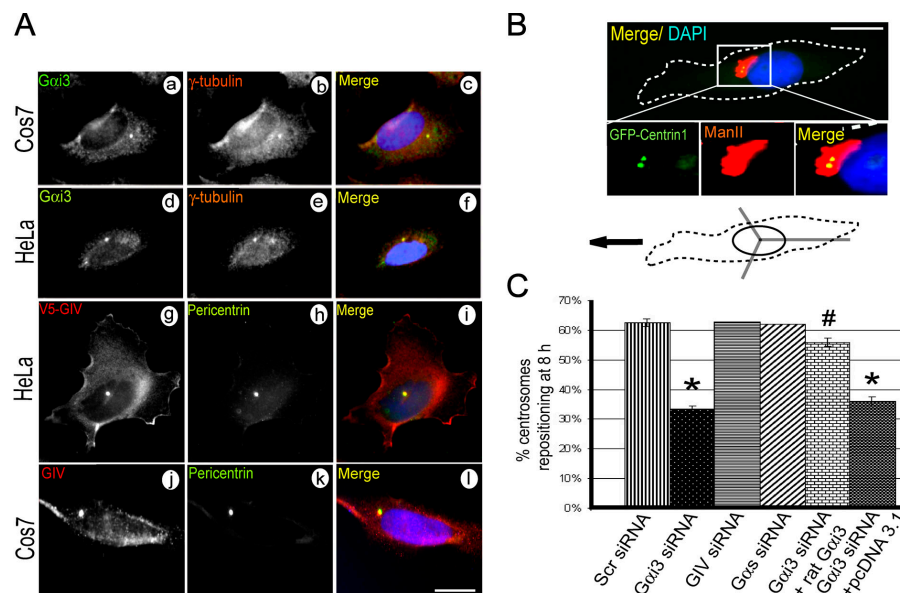 A
Gαi3
a
γ-tubulin
b
Merge
c
Cos7
Gαi3
d
γ-tubulin
e
Merge
f
HeLa
V5-GIV
g
Pericentrin
h
Merge
i
HeLa
GIV
j
Pericentrin
k
Merge
l
Cos7
B
Merge/ DAPI
GFP-Centrin1
ManII
Merge
C
% centrosomes
repositioning at 8 h
70%
60%
50%
40%
30%
20%
10%
0%
*
#
*
Scr siRNA
Gαi3 siRNA
GIV siRNA
Gαs siRNA
Gαi3 siRNA
+ rat Gαi3
Gαi3 siRNA
+pcDNA 3.1